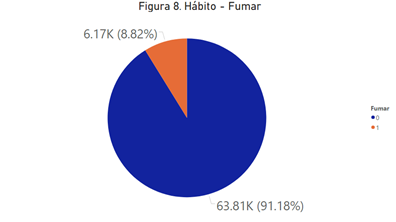 Figura 8. Hábito - Fumar
6.17K (8.82%)
Fumar
0
1
63.81K (91.18%)